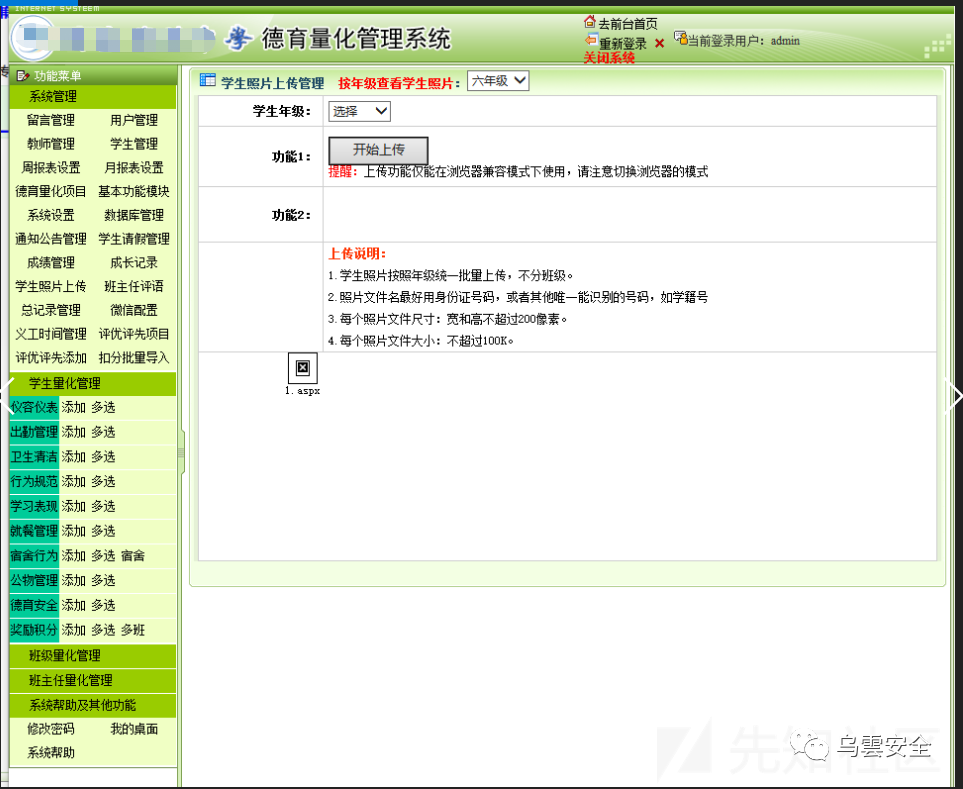 INTERNET SYSTEEM
学 德育量化管理系统
去前台首页
重新登录
当前登录用户：admin
关闭系统
功能菜单
系统管理
留言管理 用户管理
教师管理 学生管理
周报表设置 月报表设置
德育量化项目 基本功能模块
系统设置 数据库管理
通知公告管理 学生请假管理
成绩管理 成长记录
学生照片上传 班主任评语
总记录管理 微信配置
义工时间管理 评优评先项目
评优评先添加 扣分批量导入
学生量化管理
仪容仪表 添加 多选
出勤管理 添加 多选
卫生清洁 添加 多选
行为规范 添加 多选
学习表现 添加 多选
就餐管理 添加 多选
宿舍行为 添加 多选 宿舍
公物管理 添加 多选
德育安全 添加 多选
奖励积分 添加 多选 多班
班级量化管理
班主任量化管理
系统帮助及其他功能
修改密码 我的桌面
系统帮助
学生照片上传管理 按年级查看学生照片： 六年级
学生年级： 选择
功能1： 开始上传
提醒：上传功能仅能在浏览器兼容模式下使用，请注意切换浏览器的模式
功能2：
上传说明：
1.学生照片按照年级统一批量上传，不分班级。
2.照片文件名最好用身份证号码，或者其他唯一能识别的号码，如学籍号
3.每个照片文件尺寸：宽和高不超过200像素。
4.每个照片文件大小：不超过100K。
1.aspx
先知社区
乌雲安全